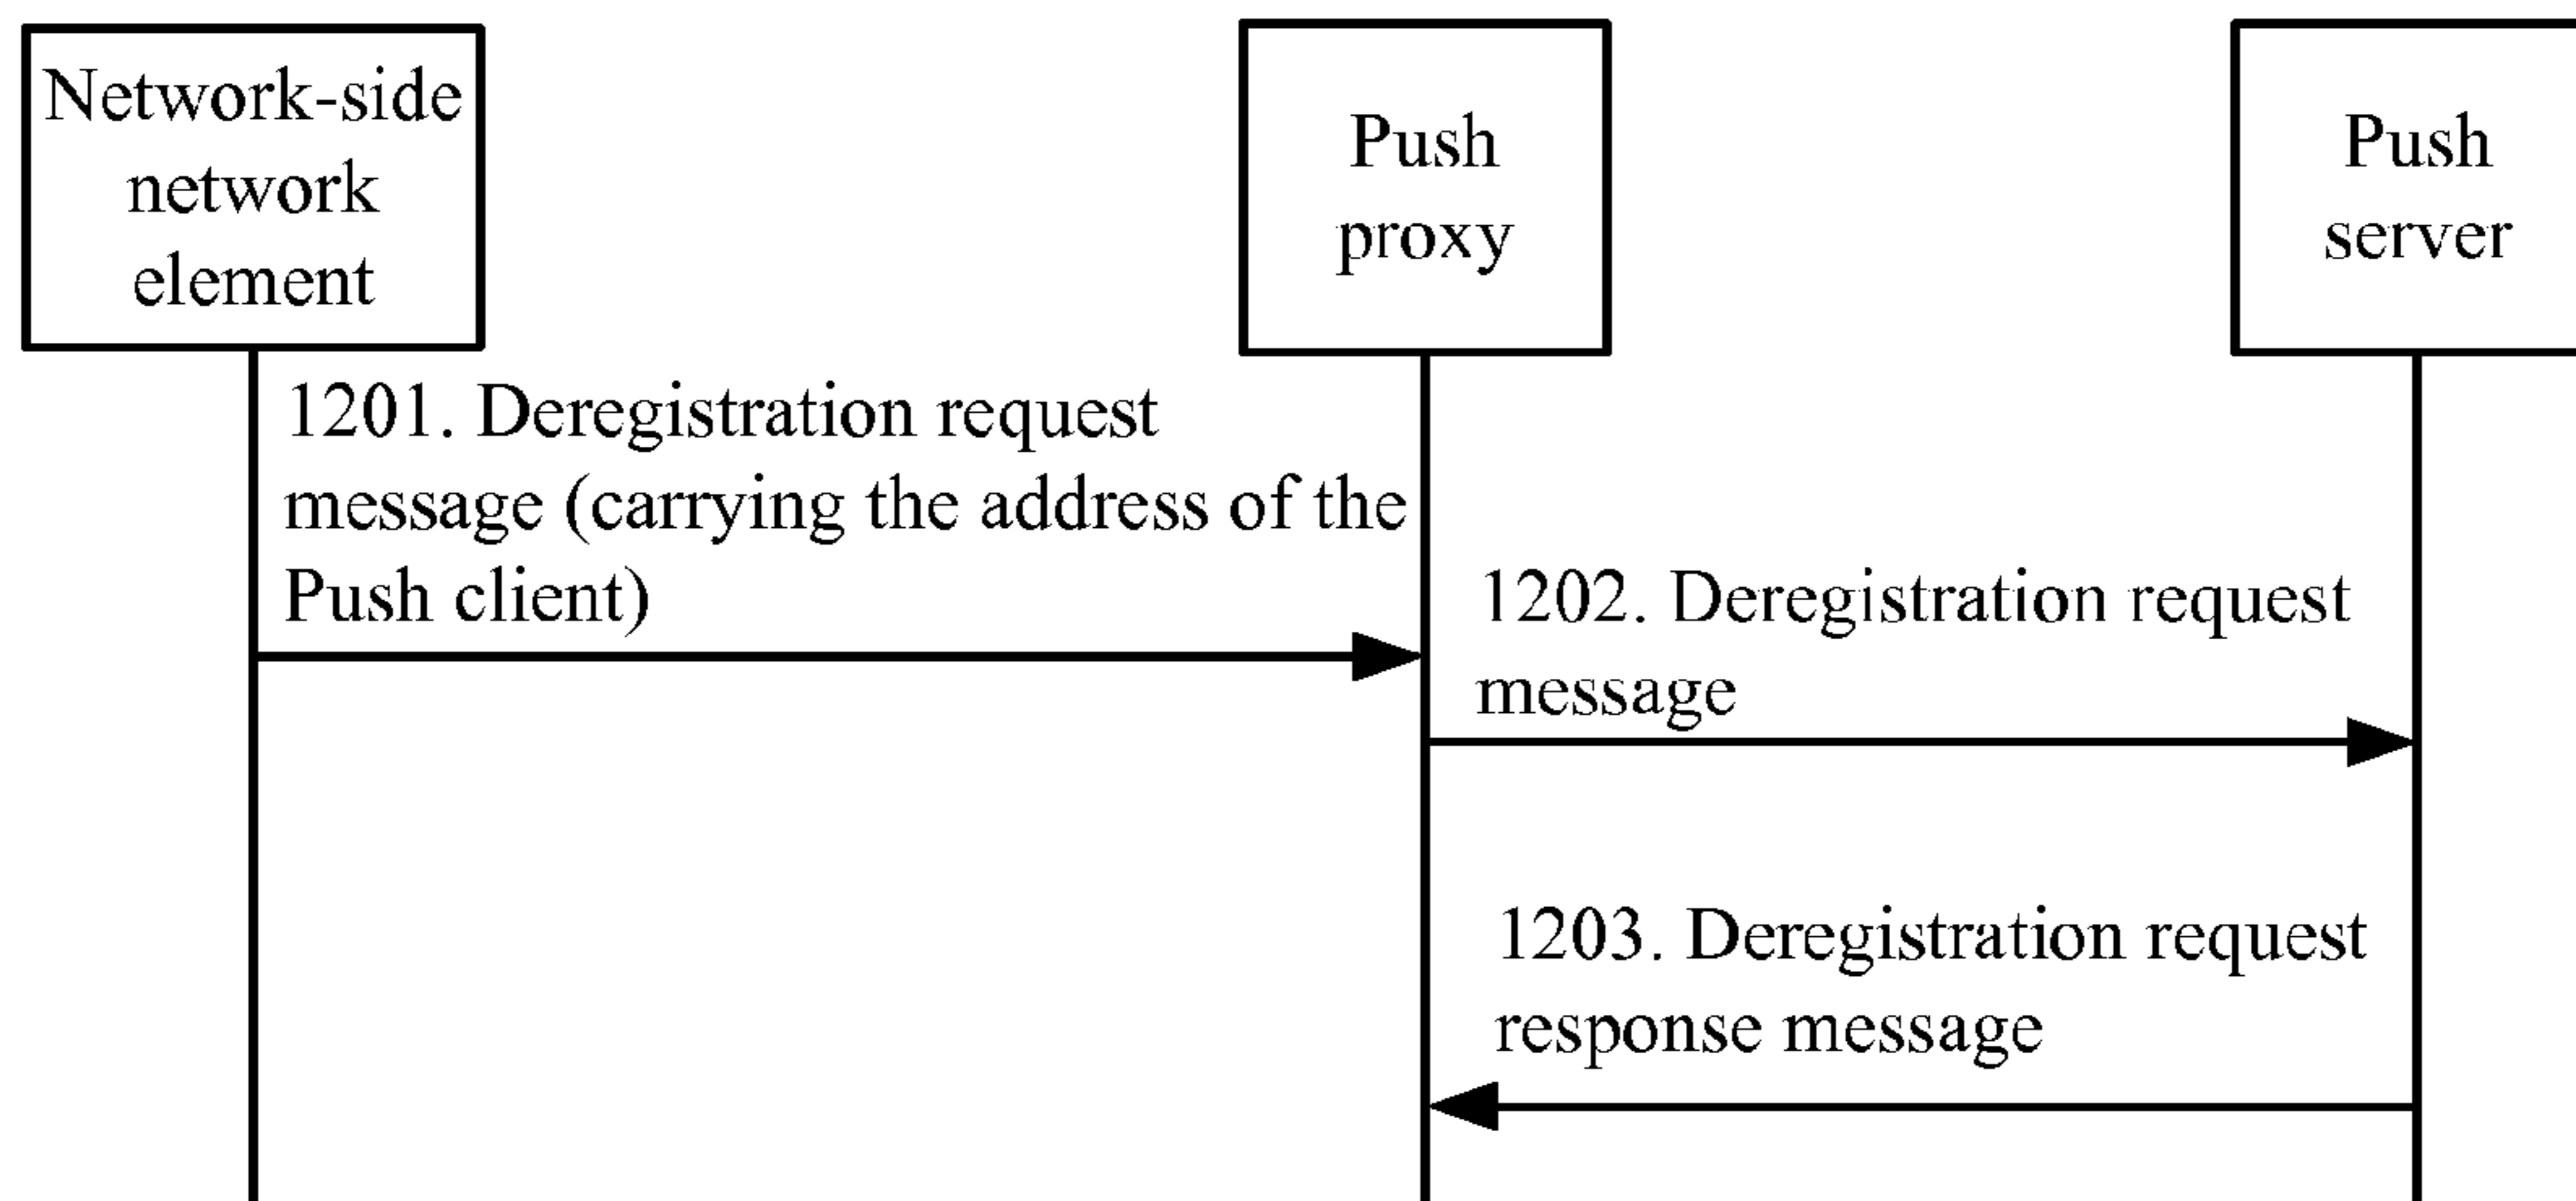 Network-side
network
element
Push
proxy
Push
server
1201. Deregistration request
message (carrying the address of the
Push client)
1202. Deregistration request
message
1203. Deregistration request
response message